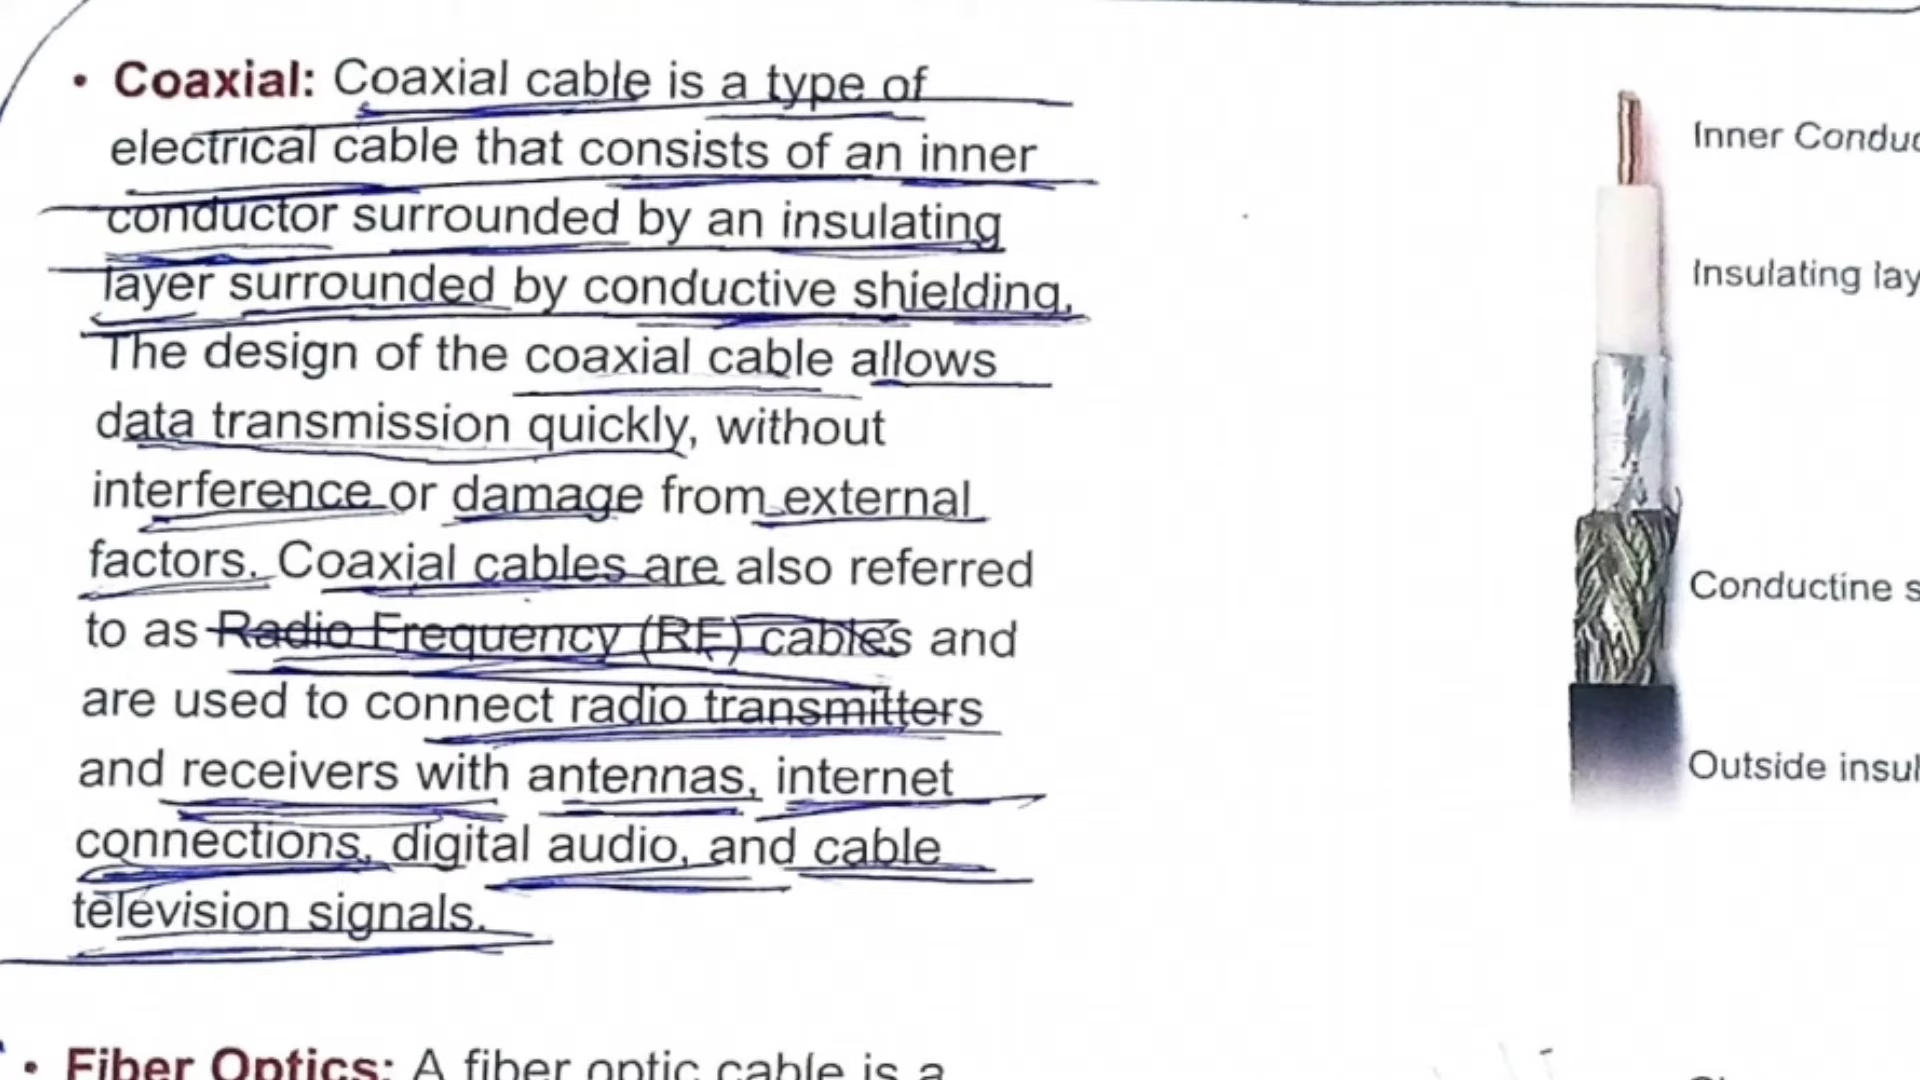 • Coaxial: Coaxial cable is a type of
electrical cable that consists of an inner
conductor surrounded by an insulating
layer surrounded by conductive shielding.
The design of the coaxial cable allows
data transmission quickly, without
interference or damage from external
factors. Coaxial cables are also referred
to as Radio Frequency (RF) cables and
are used to connect radio transmitters
and receivers with antennas, internet
connections, digital audio, and cable
television signals.
• Fiber Optics: A fiber optic cable is a
Inner Conduc
Insulating lay
Conductine s
Outside insul